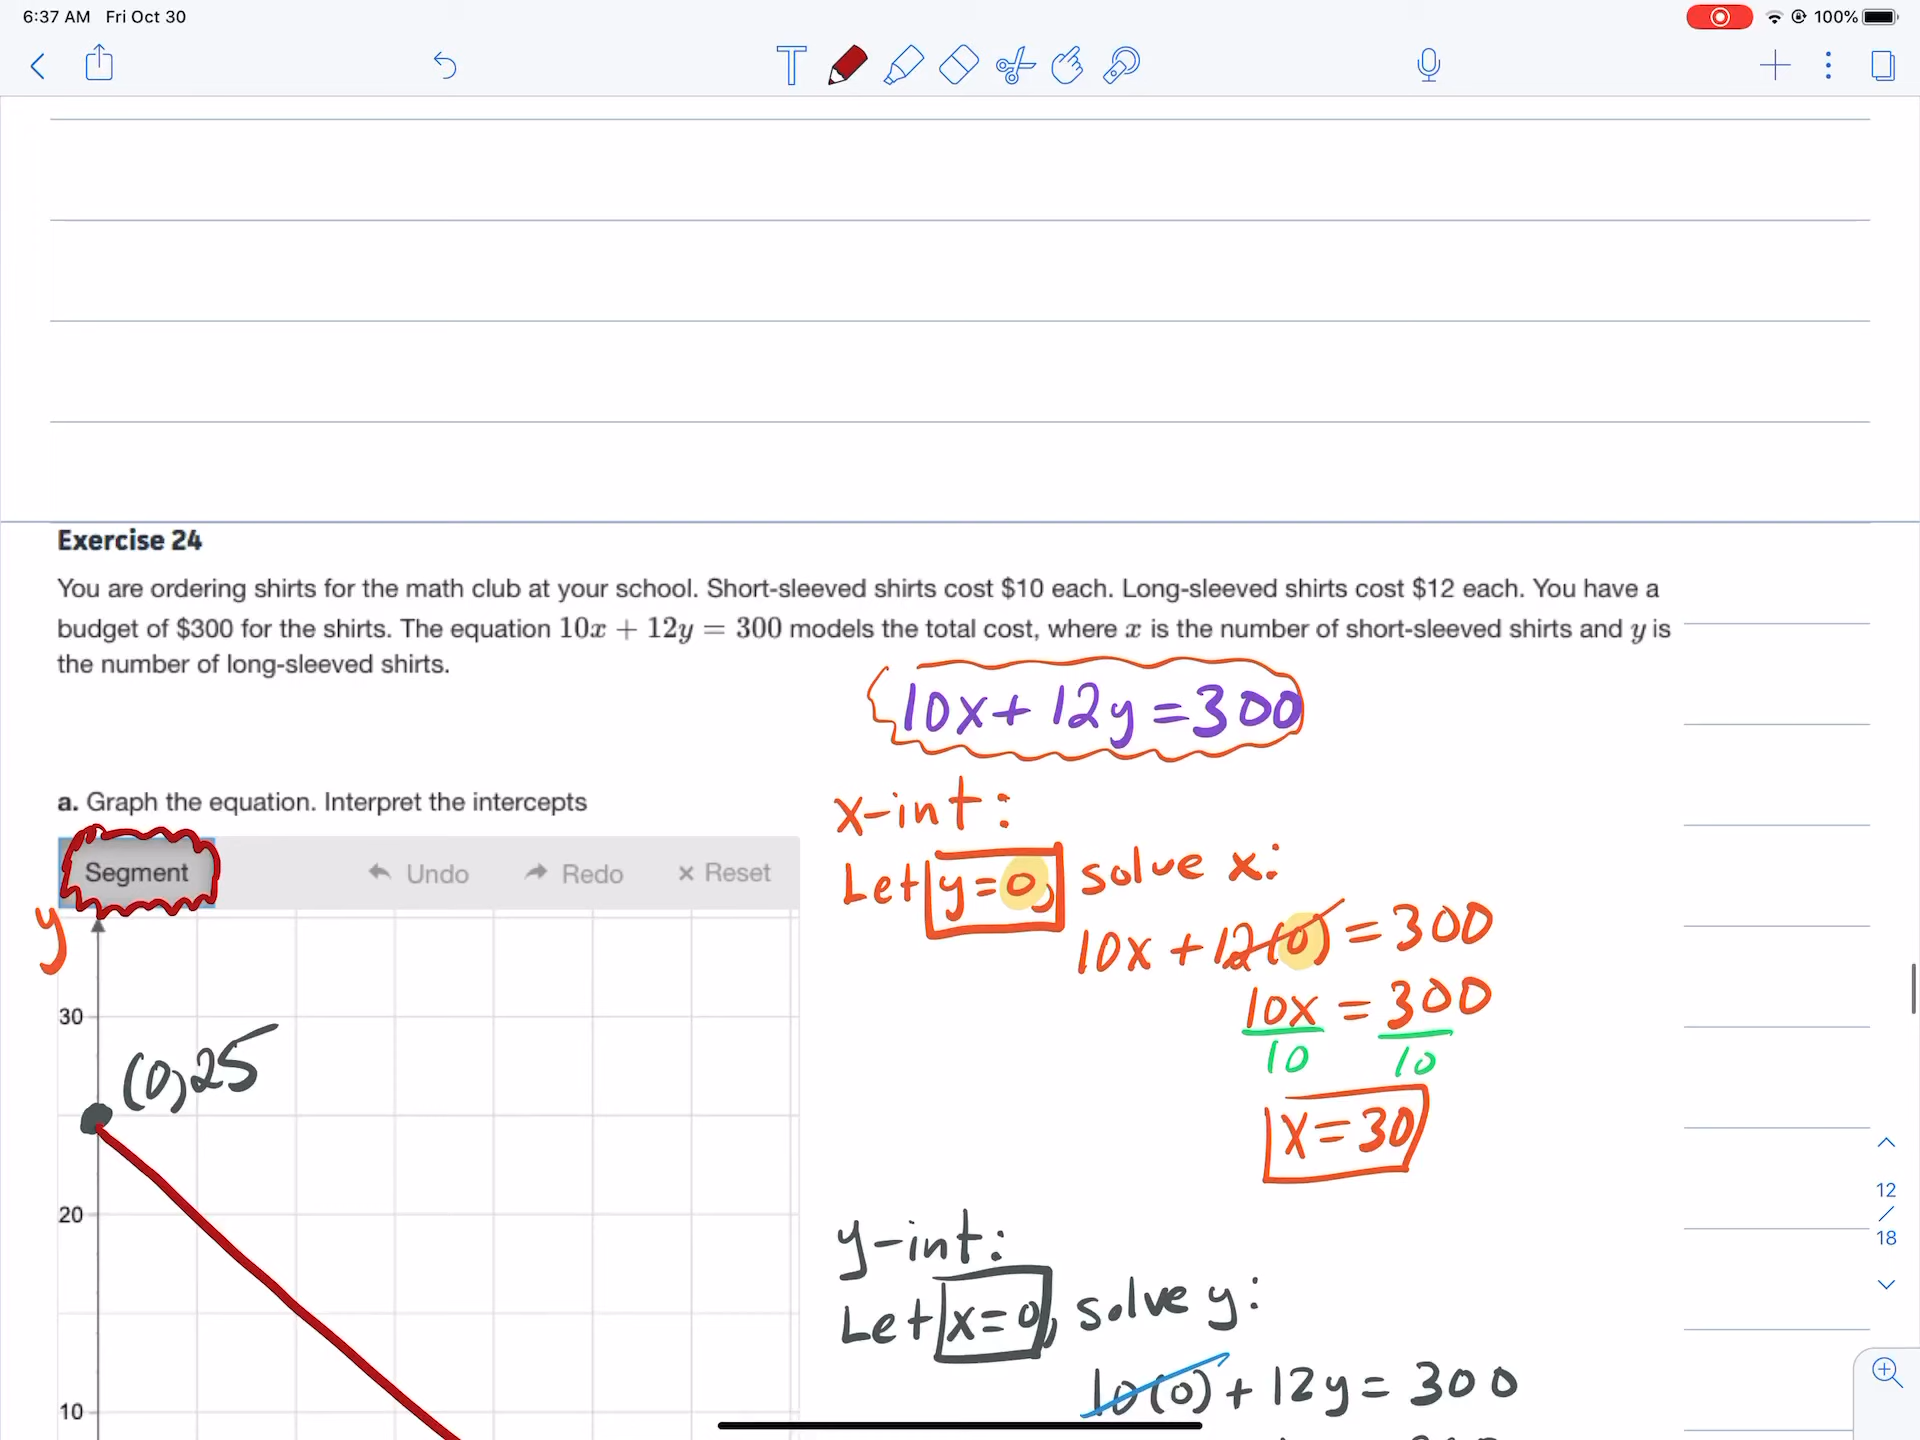 6:37 AM Fri Oct 30
100%
T
Exercise 24
You are ordering shirts for the math club at your school. Short-sleeved shirts cost $10 each. Long-sleeved shirts cost $12 each. You have a
budget of $300 for the shirts. The equation 10x + 12y = 300 models the total cost, where x is the number of short-sleeved shirts and y is
the number of long-sleeved shirts.
10x + 12y = 300
a. Graph the equation. Interpret the intercepts
Segment
Undo
Redo
× Reset
y
30
(0,25
20
10
x-int:
Let y=0, solve x:
10x + 12(0) = 300
10x = 300
10 10
x = 30
y-int:
Let x=0, solve y:
10(0) + 12y = 300
12
/
18